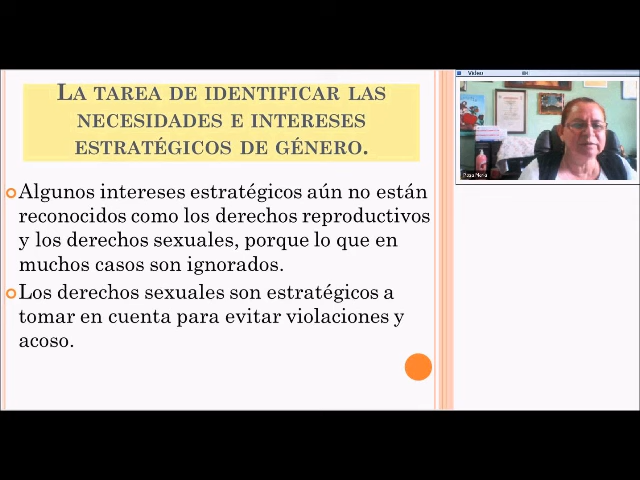 LA TAREA DE IDENTIFICAR LAS
NECESIDADES E INTERESES
ESTRATÉGICOS DE GÉNERO.
Algunos intereses estratégicos aún no están
reconocidos como los derechos reproductivos
y los derechos sexuales, porque lo que en
muchos casos son ignorados.
Los derechos sexuales son estratégicos a
tomar en cuenta para evitar violaciones y
acoso.
Video